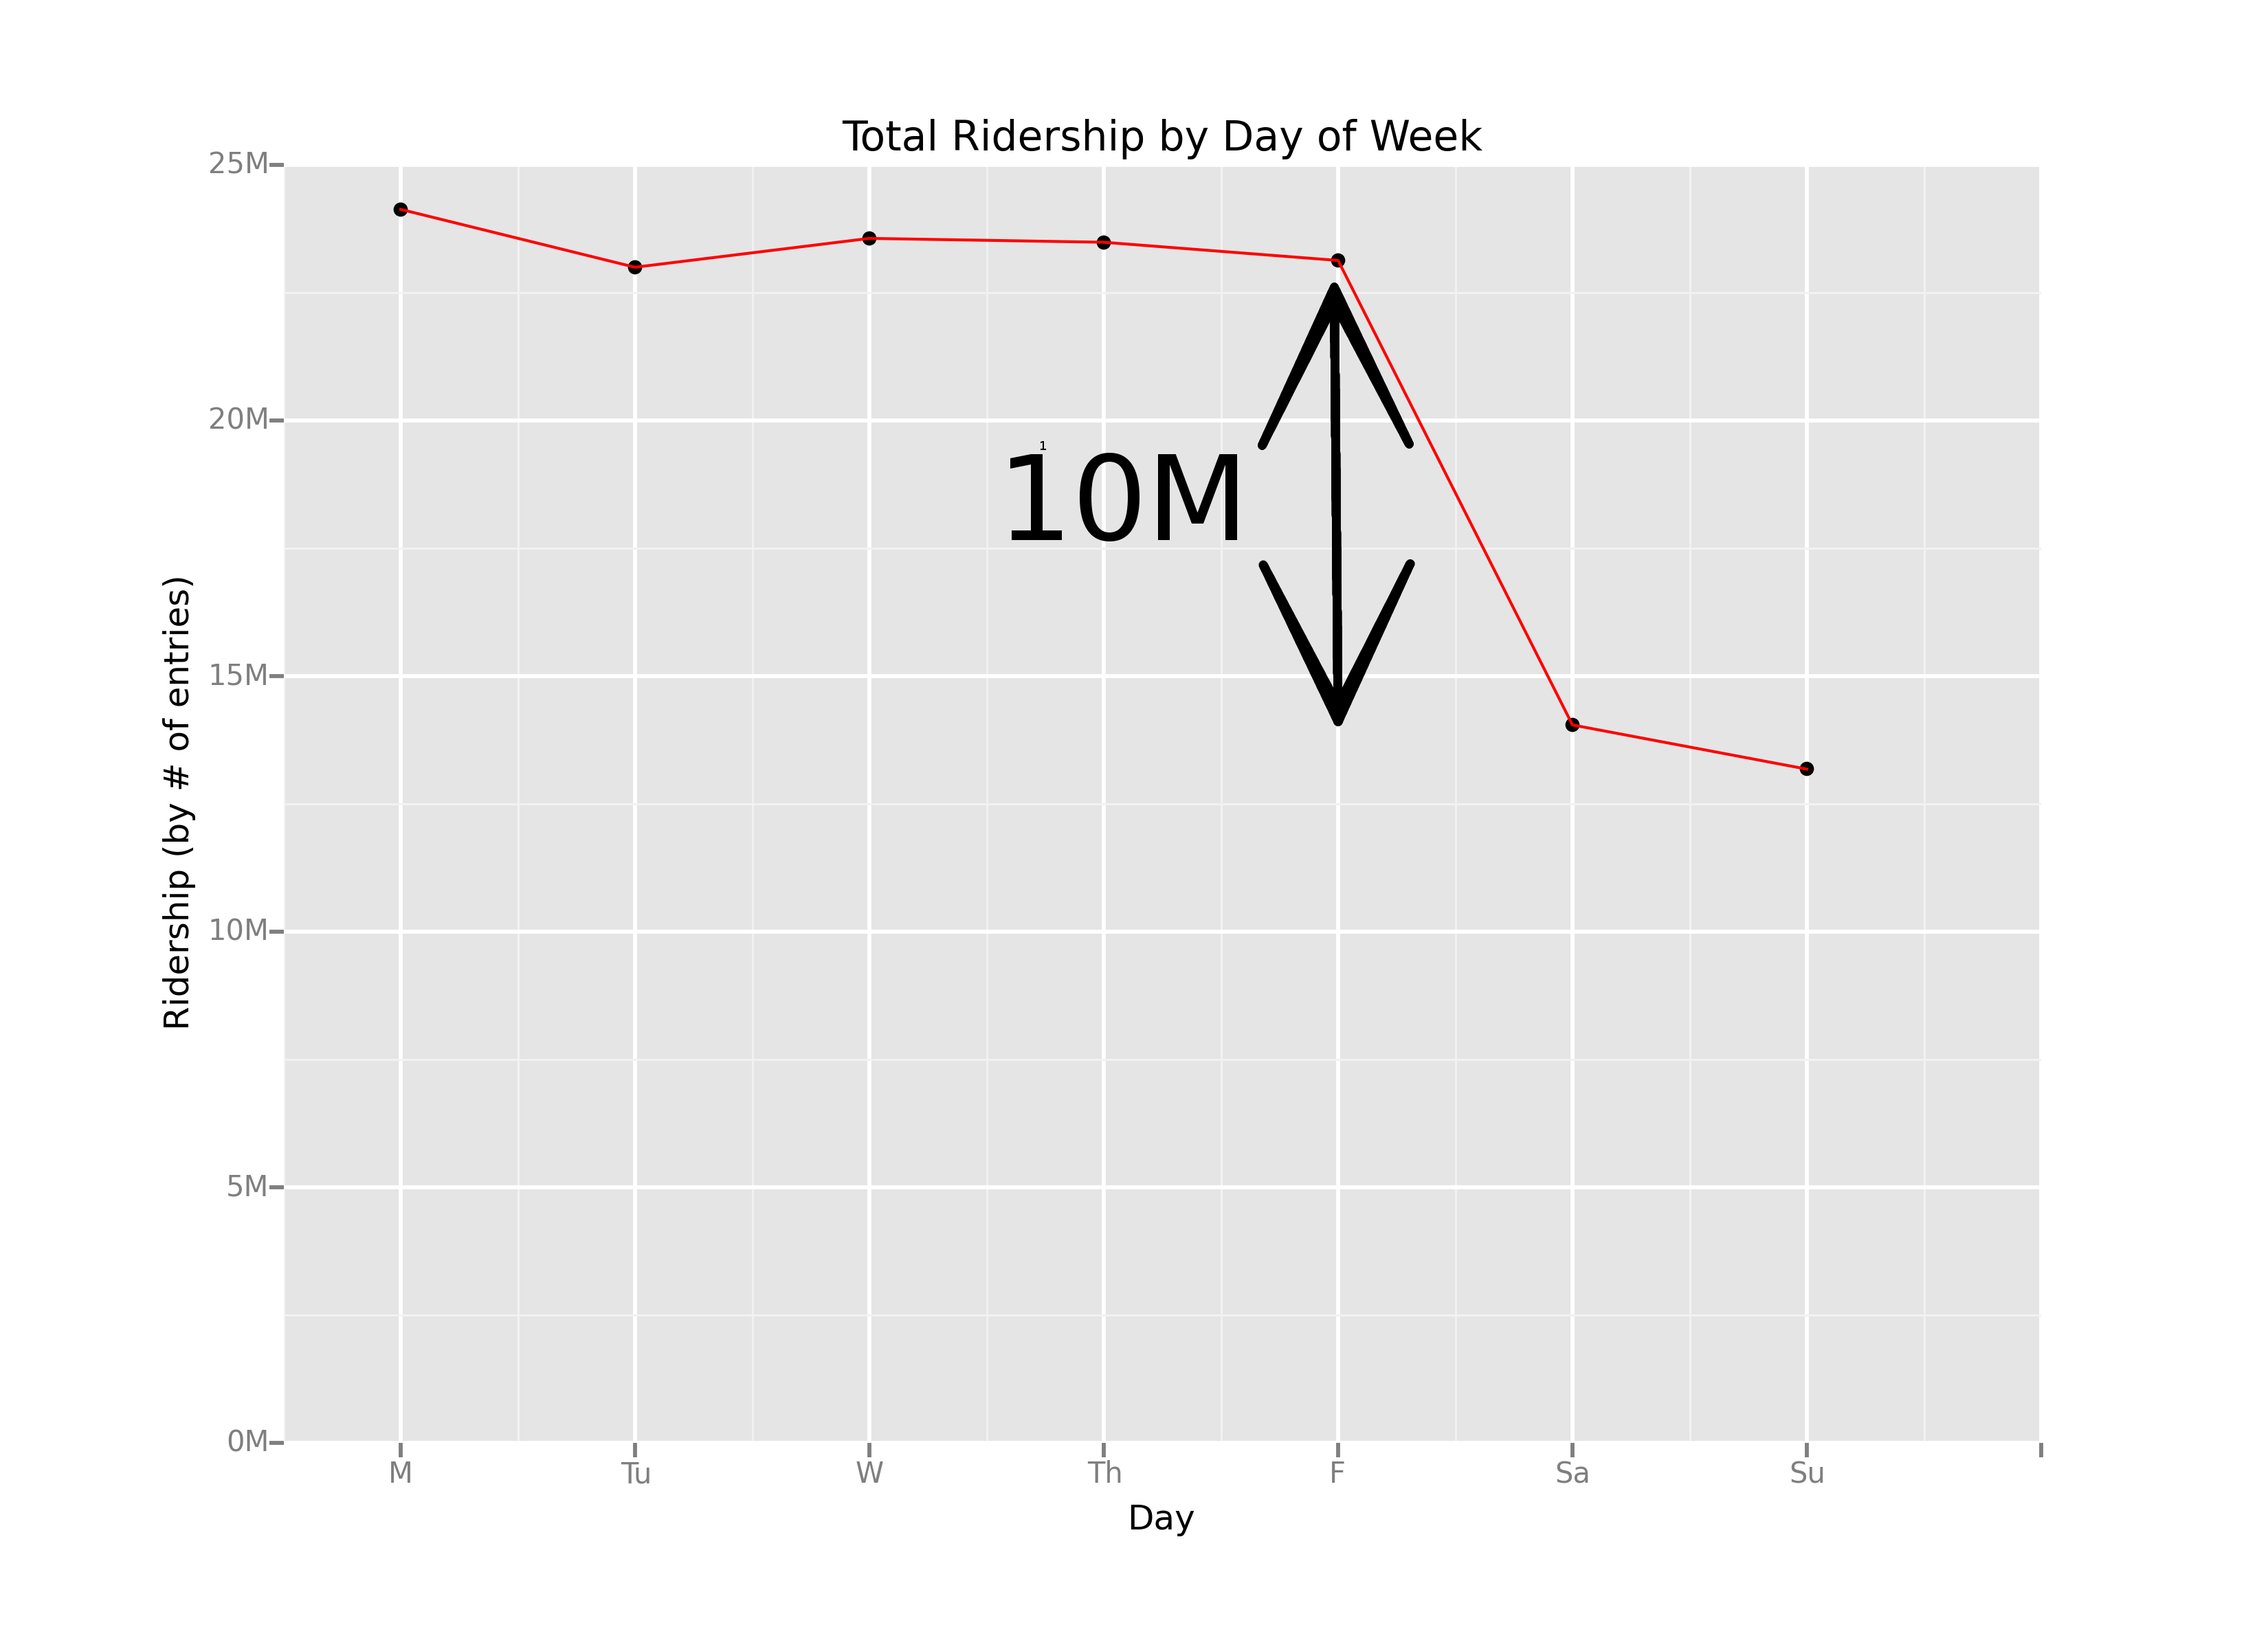 Total Ridership by Day of Week
25M
20M
1
10M
15M
10M
5M
0M
Ridership (by # of entries)
M Tu W Th F Sa Su
Day